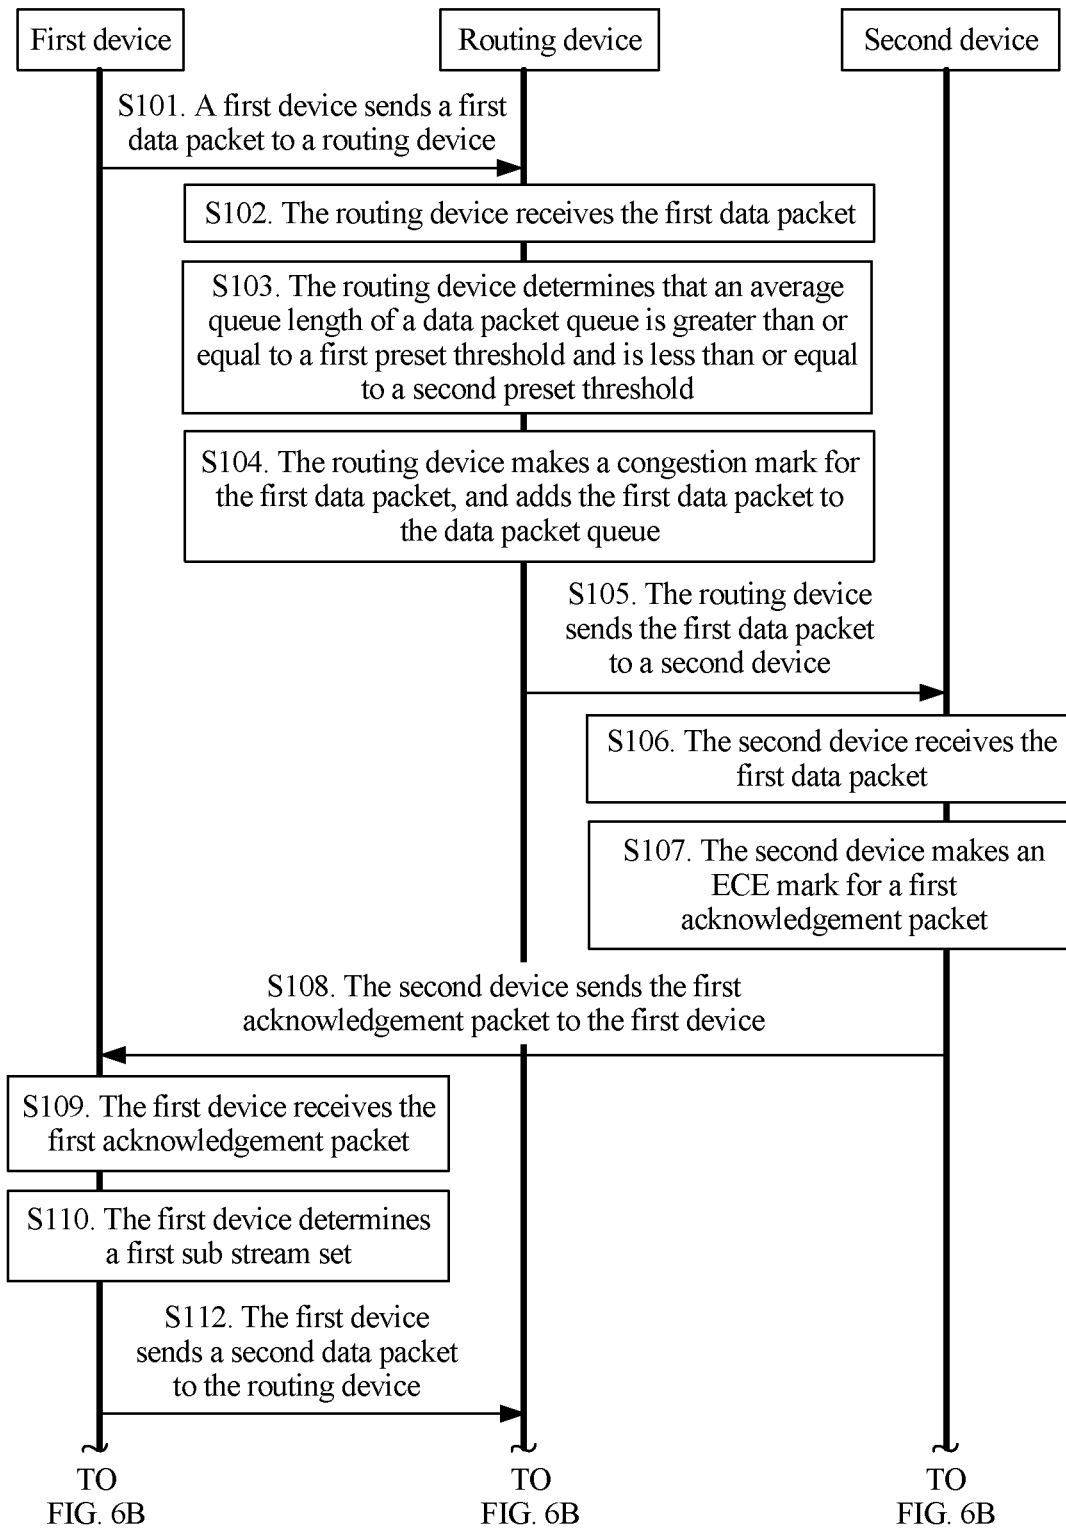 First device
Routing device
Second device
S101. A first device sends a first
data packet to a routing device
S102. The routing device receives the first data packet
S103. The routing device determines that an average
queue length of a data packet queue is greater than or
equal to a first preset threshold and is less than or equal
to a second preset threshold
S104. The routing device makes a congestion mark for
the first data packet, and adds the first data packet to
the data packet queue
S105. The routing device
sends the first data packet
to a second device
S106. The second device receives the
first data packet
S107. The second device makes an
ECE mark for a first
acknowledgement packet
S108. The second device sends the first
acknowledgement packet to the first device
S109. The first device receives the
first acknowledgement packet
S110. The first device determines
a first sub stream set
S112. The first device
sends a second data packet
to the routing device
TO
FIG. 6B
TO
FIG. 6B
TO
FIG. 6B